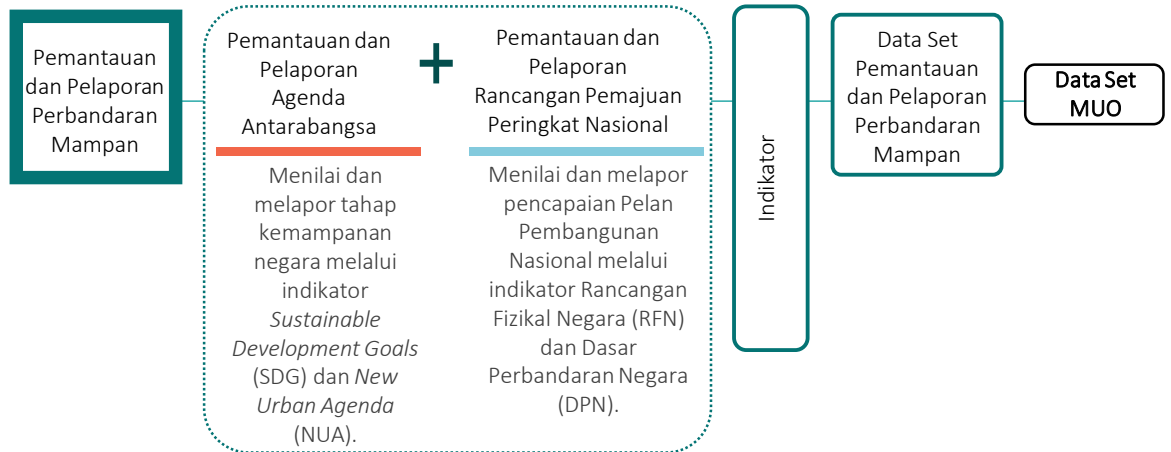 Pemantauan
dan Pelaporan
Perbandaran
Mampan
Pemantauan dan
Pelaporan
Agenda
Antarabangsa
Menilai dan
melapor tahap
kemampanan
negara melalui
indikator
Sustainable
Development Goals
(SDG) dan New
Urban Agenda
(NUA).
+
Pemantauan dan
Pelaporan
Rancangan Pemajuan
Peringkat Nasional
Menilai dan melapor
pencapaian Pelan
Pembangunan
Nasional melalui
indikator Rancangan
Fizikal Negara (RFN)
dan Dasar
Perbandaran Negara
(DPN).
Indikator
Data Set
Pemantauan
dan Pelaporan
Perbandaran
Mampan
Data Set
MUO